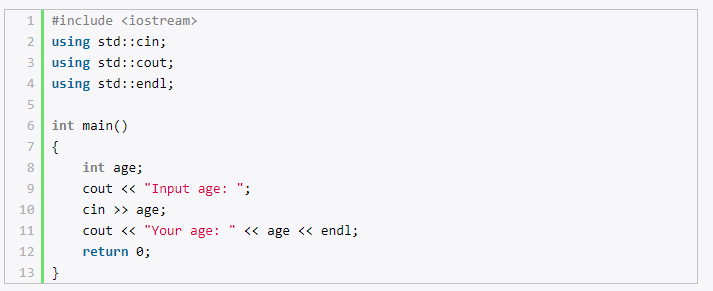 1 #include <iostream>
2 using std::cin;
3 using std::cout;
4 using std::endl;
5
6 int main()
7 {
8     int age;
9     cout << "Input age: ";
10     cin >> age;
11     cout << "Your age: " << age << endl;
12     return 0;
13 }